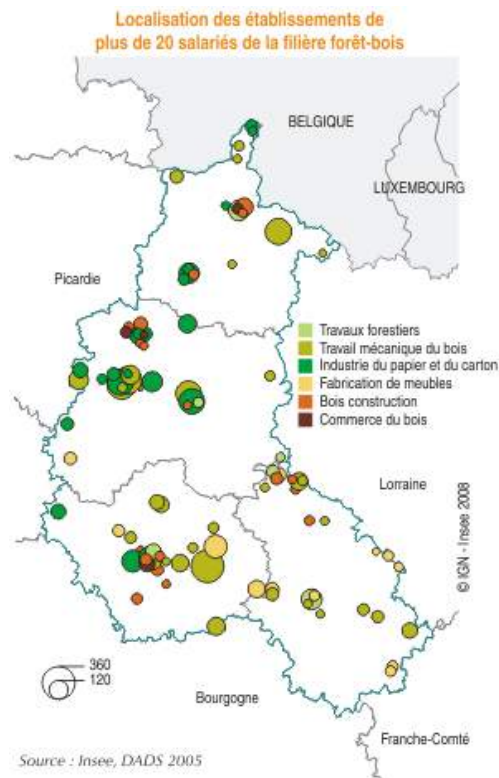 Localisation des établissements de
plus de 20 salariés de la filière forêt-bois
BELGIQUE
LUXEMBOURG
Picardie
Travaux forestiers
Travail mécanique du bois
Industrie du papier et du carton
Fabrication de meubles
Bois construction
Commerce du bois
Lorraine
© IGN - Insee 2008
360
120
Bourgogne
Franche-Comté
Source : Insee, DADS 2005